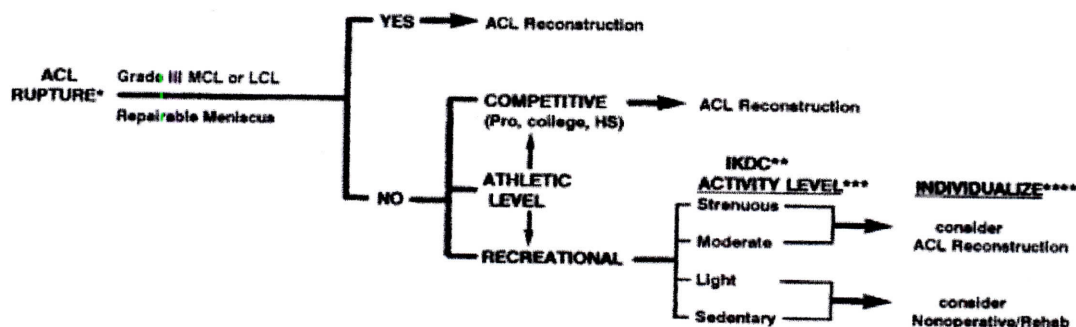 YES
ACL Reconstruction
ACL
RUPTURE*
Grade III MCL or LCL
Repairable Meniscus
COMPETITIVE
(Pro, college, HS)
ACL Reconstruction
NO
ATHLETIC
LEVEL
RECREATIONAL
IKDC**
ACTIVITY LEVEL***
INDIVIDUALIZE****
Strenuous
Moderate
consider
ACL Reconstruction
Light
Sedentary
consider
Nonoperative/Rehab